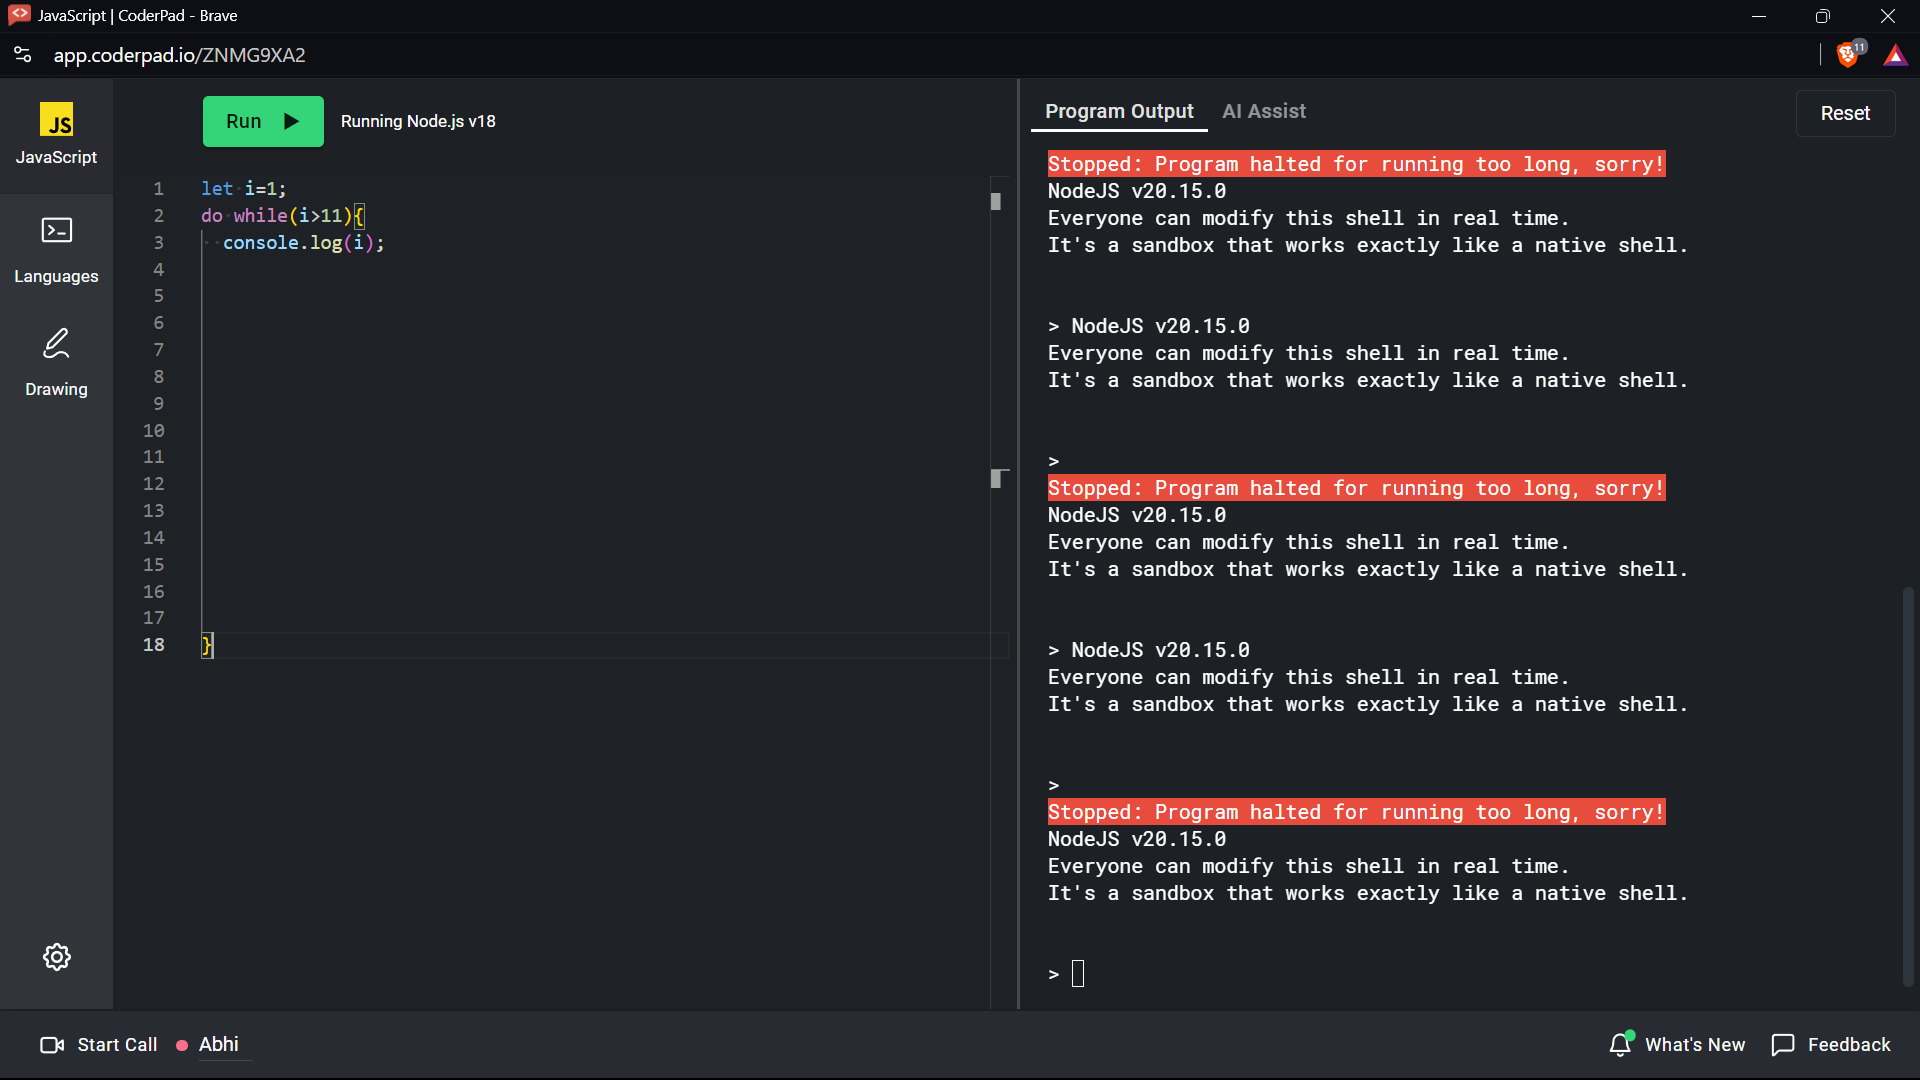 JavaScript | CoderPad - Brave
app.coderpad.io/ZNMG9XA2
11
JS
JavaScript
Languages
Drawing
Run
Running Node.js v18
1 let i=1;
2 do while(i>11){
3 console.log(i);
4
5
6
7
8
9
10
11
12
13
14
15
16
17
18 }
Program Output AI Assist
Reset
Stopped: Program halted for running too long, sorry!
NodeJS v20.15.0
Everyone can modify this shell in real time.
It's a sandbox that works exactly like a native shell.
> NodeJS v20.15.0
Everyone can modify this shell in real time.
It's a sandbox that works exactly like a native shell.
>
Stopped: Program halted for running too long, sorry!
NodeJS v20.15.0
Everyone can modify this shell in real time.
It's a sandbox that works exactly like a native shell.
> NodeJS v20.15.0
Everyone can modify this shell in real time.
It's a sandbox that works exactly like a native shell.
>
Stopped: Program halted for running too long, sorry!
NodeJS v20.15.0
Everyone can modify this shell in real time.
It's a sandbox that works exactly like a native shell.
>
Start Call
Abhi
What's New
Feedback